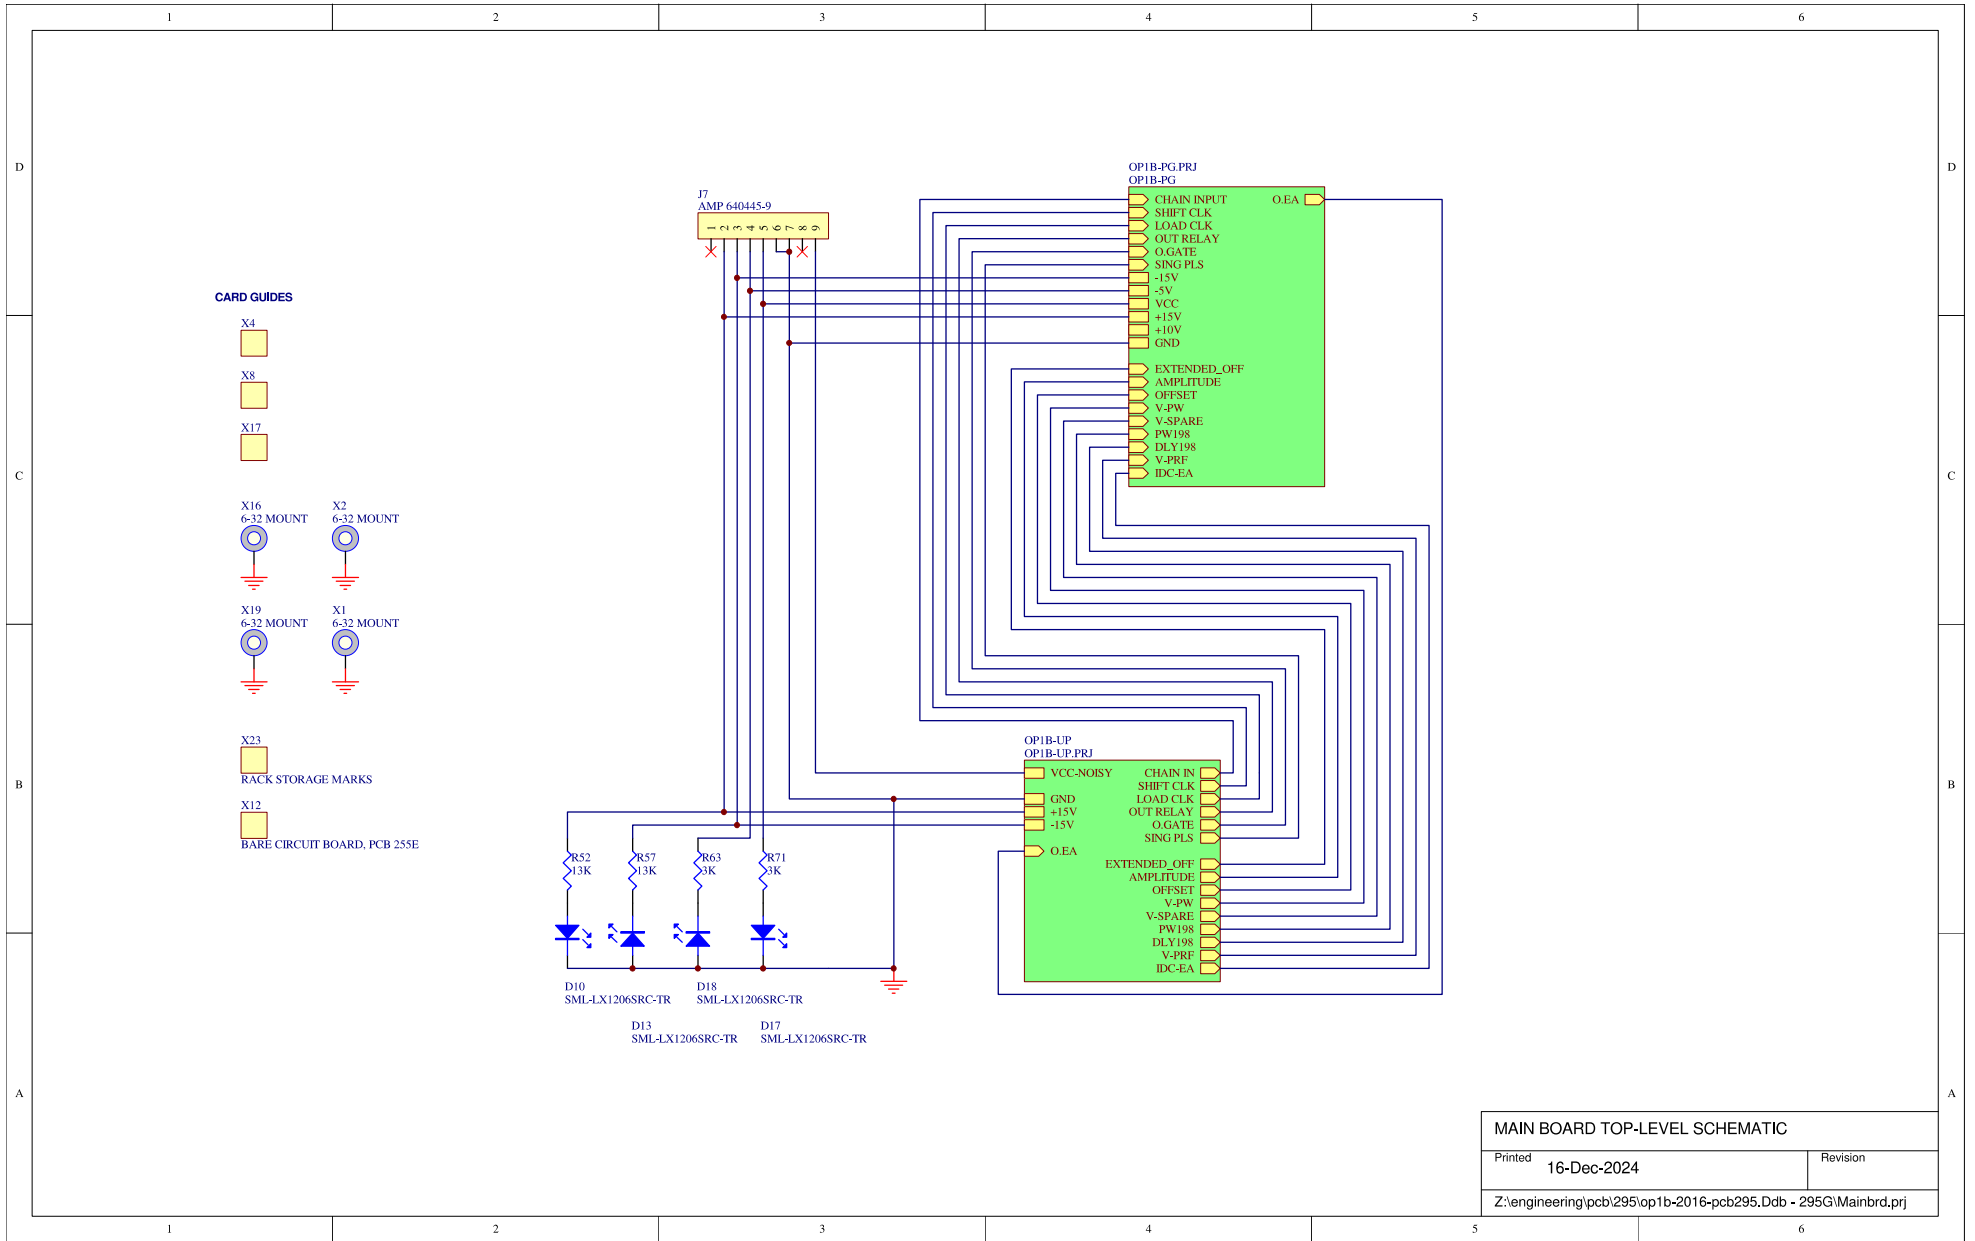 1 2 3 4 5 6
D
D
OP1B-PG.PRJ
OP1B-PG
CHAIN INPUT
O.EA
SHIFT CLK
LOAD CLK
OUT RELAY
O.GATE
SING PLS
-15V
-5V
VCC
+15V
+10V
GND
EXTENDED_OFF
AMPLITUDE
OFFSET
V-PW
V-SPARE
PW198
DLY198
V-PRF
IDC-EA
J7
AMP 640445-9
1 2 3 4 5 6 7 8 9
CARD GUIDES
X4
X8
X17
C
C
X16
6-32 MOUNT
X2
6-32 MOUNT
X19
6-32 MOUNT
X1
6-32 MOUNT
X23
RACK STORAGE MARKS
X12
BARE CIRCUIT BOARD, PCB 255E
B
B
OP1B-UP
OP1B-UP.PRJ
VCC-NOISY
GND
+15V
-15V
O.EA
CHAIN IN
SHIFT CLK
LOAD CLK
OUT RELAY
O.GATE
SING PLS
EXTENDED_OFF
AMPLITUDE
OFFSET
V-PW
V-SPARE
PW198
DLY198
V-PRF
IDC-EA
R52
13K
R57
13K
R63
3K
R71
3K
D10
SML-LX1206SRC-TR
D18
SML-LX1206SRC-TR
D13
SML-LX1206SRC-TR
D17
SML-LX1206SRC-TR
A
A
MAIN BOARD TOP-LEVEL SCHEMATIC
Printed 16-Dec-2024
Revision
Z:\engineering\pcb\295\op1b-2016-pcb295.Ddb - 295G\Mainbrd.prj
1 2 3 4 5 6